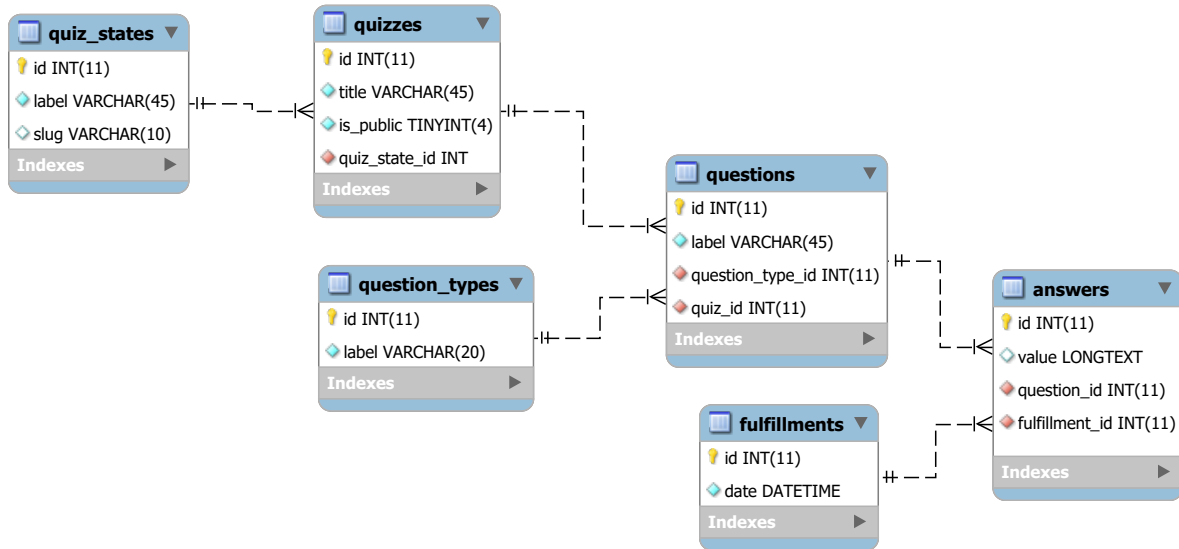 quiz_states
id INT(11)
label VARCHAR(45)
slug VARCHAR(10)
Indexes
quizzes
id INT(11)
title VARCHAR(45)
is_public TINYINT(4)
quiz_state_id INT
Indexes
question_types
id INT(11)
label VARCHAR(20)
Indexes
questions
id INT(11)
label VARCHAR(45)
question_type_id INT(11)
quiz_id INT(11)
Indexes
fulfillments
id INT(11)
date DATETIME
Indexes
answers
id INT(11)
value LONGTEXT
question_id INT(11)
fulfillment_id INT(11)
Indexes